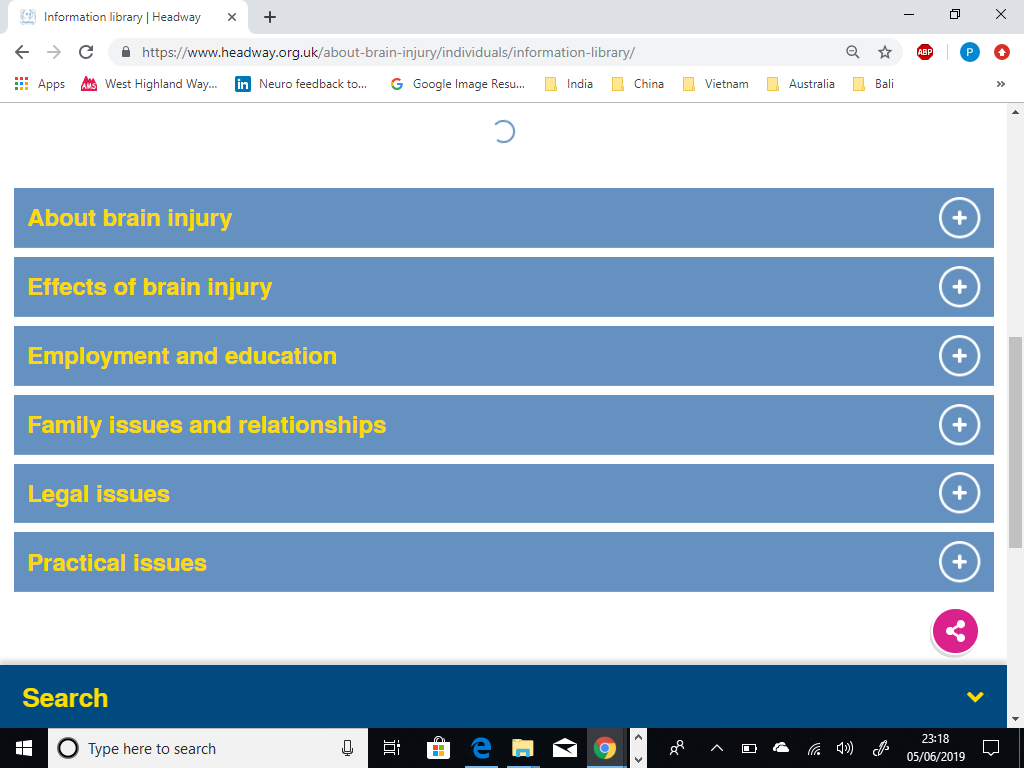 Information library | Headway
https://www.headway.org.uk/about-brain-injury/individuals/information-library/
ABP
P
Apps
AMS
West Highland Way...
in
Neuro feedback to...
G
Google Image Resu...
India
China
Vietnam
Australia
Bali
»
About brain injury
Effects of brain injury
Employment and education
Family issues and relationships
Legal issues
Practical issues
Search
Type here to search
23:18
05/06/2019